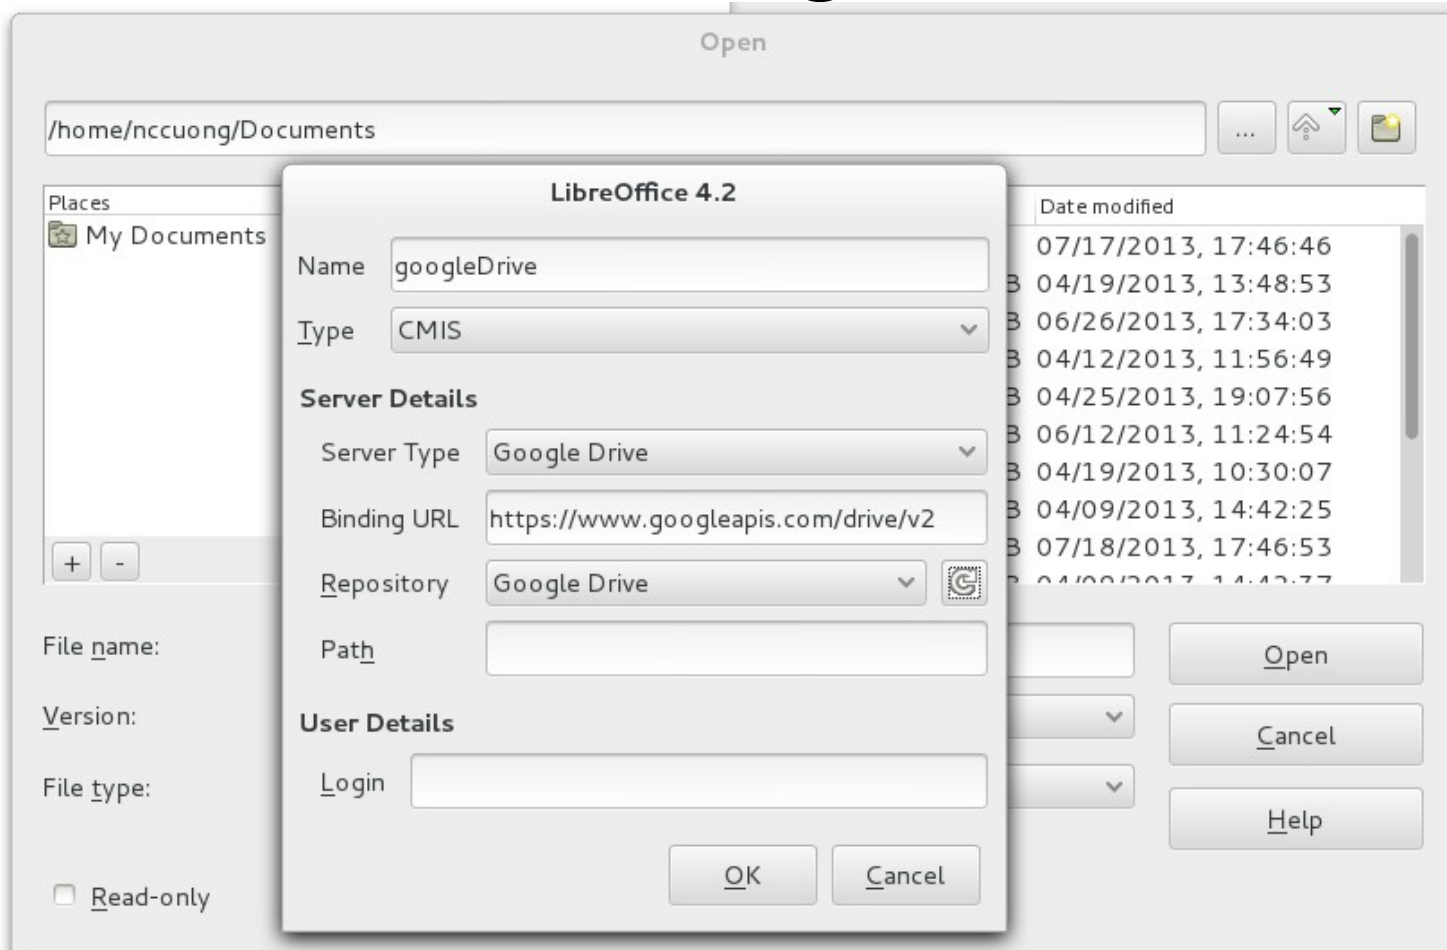 Open
/home/nccuong/Documents
...
Places
Date modified
My Documents
LibreOffice 4.2
Name googleDrive
Type CMIS
Server Details
Server Type Google Drive
Binding URL https://www.googleapis.com/drive/v2
Repository Google Drive
Path
User Details
Login
OK Cancel
07/17/2013, 17:46:46
B 04/19/2013, 13:48:53
B 06/26/2013, 17:34:03
B 04/12/2013, 11:56:49
B 04/25/2013, 19:07:56
B 06/12/2013, 11:24:54
B 04/19/2013, 10:30:07
B 04/09/2013, 14:42:25
B 07/18/2013, 17:46:53
+ -
File name:
Open
Version:
Cancel
File type:
Help
Read-only